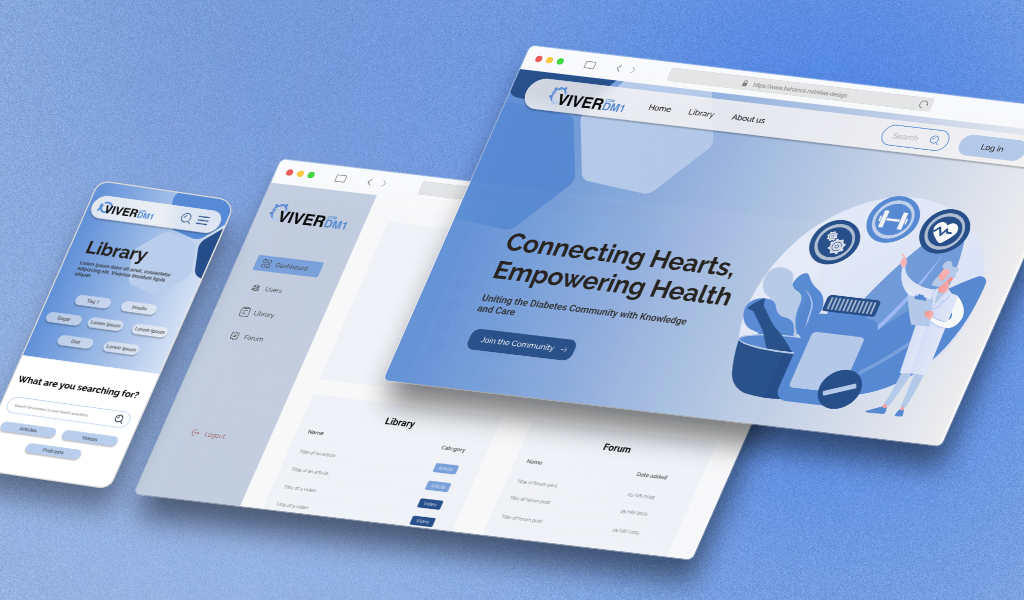 VIVER
COM
DM1
Library
Lorem ipsum dolor sit amet, consectetur
adipiscing elit. Vivamus tincidunt ligula
aliquet
Tag 1
Insulin
Sugar
Lorem Ipsum
Lorem Ipsum
Diet
Lorem Ipsum
What are you searching for?
Search for answers to your health questions
Articles
Videos
Podcasts
VIVER
COM
DM1
Dashboard
Users
Library
Forum
Logout
Library
Name
Category
Title of an article
Article
Title of an article
Article
Title of a video
Video
Title of a video
Video
Forum
Name
Date added
Title of forum post
Title of forum post
Title of forum post
https://www.behance.net/elias-design
VIVER
COM
DM1
Home
Library
About us
Search
Log in
Connecting Hearts,
Empowering Health
Uniting the Diabetes Community with Knowledge
and Care
Join the Community